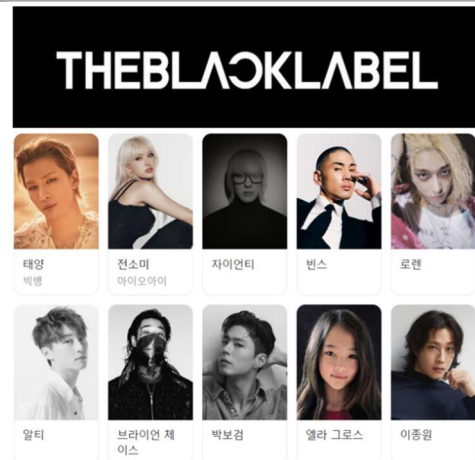 THEBLACKLABEL
태양
빅뱅
전소미
아이오아이
자이언티
빈스
로렌
알티
브라이언 체
이스
박보검
엘라 그로스
이종원